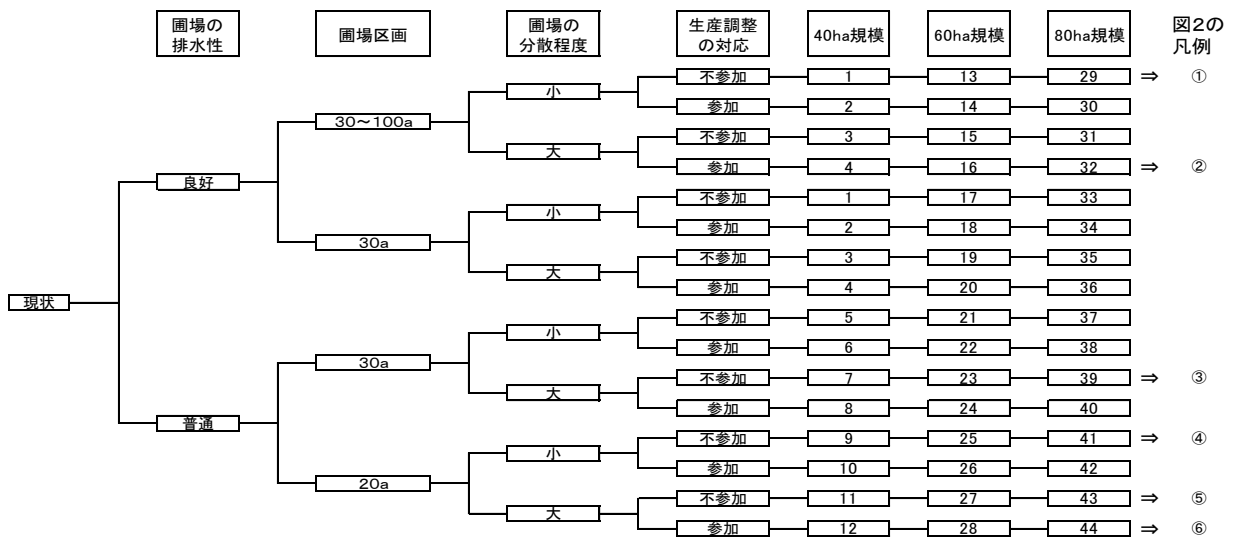 圃場の
排水性
圃場区画
圃場の
分散程度
生産調整
の対応
40ha規模
60ha規模
80ha規模
図2の
凡例
不参加 1 13 29 ⇒ ①
小
参加 2 14 30
30～100a
不参加 3 15 31
大
参加 4 16 32 ⇒ ②
良好
不参加 1 17 33
小
参加 2 18 34
30a
不参加 3 19 35
大
参加 4 20 36
現状
不参加 5 21 37
小
参加 6 22 38
30a
不参加 7 23 39 ⇒ ③
大
参加 8 24 40
普通
不参加 9 25 41 ⇒ ④
小
参加 10 26 42
20a
不参加 11 27 43 ⇒ ⑤
大
参加 12 28 44 ⇒ ⑥